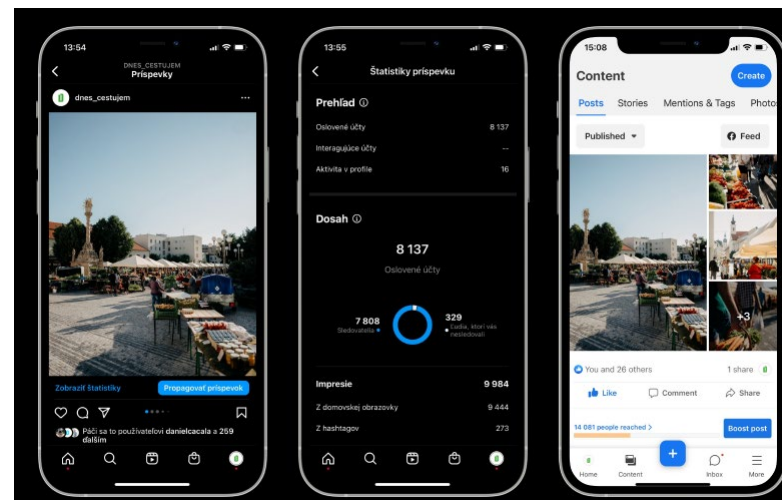 13:54
DNES_CESTUJEM
Príspevky
dnes_cestujem
Zobraziť štatistiky
Propagovať príspevok
Páči sa to používateľovi danielcacala a 259
ďalším
13:55
Štatistiky príspevku
Prehľad
Oslovené účty 8 137
Interagujúce účty --
Aktivita v profile 16
Dosah
8 137
Oslovené účty
7 808
Sledovatelia
329
Ľudia, ktorí vás
nesledovali
Impresie 9 984
Z domovskej obrazovky 9 444
Z hashtagov 273
15:08
Content
Create
Posts Stories Mentions & Tags Photos
Published
Feed
+3
You and 26 others 1 share
Like Comment Share
14 081 people reached >
Boost post
Home Content Inbox More